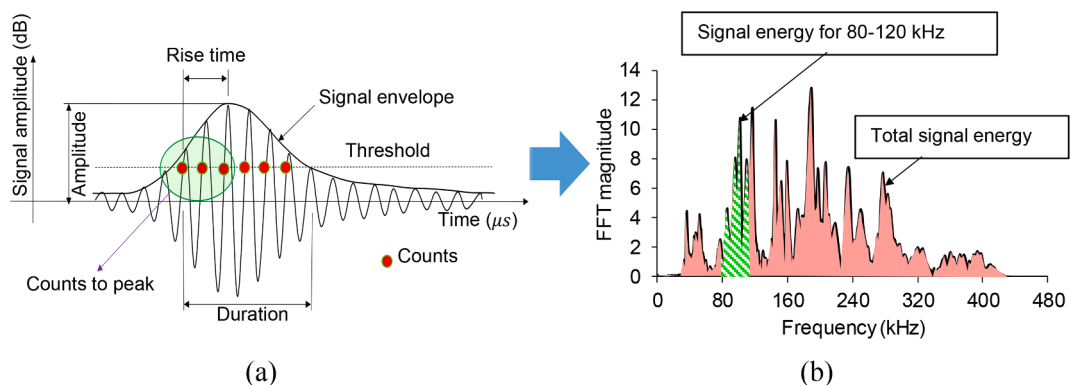 Signal amplitude (dB)
Amplitude
Rise time
Signal envelope
Threshold
Time (μs)
Counts
Counts to peak
Duration
(a)
Signal energy for 80-120 kHz
Total signal energy
FFT magnitude
14
12
10
8
6
4
2
0
0 80 160 240 320 400 480
Frequency (kHz)
(b)